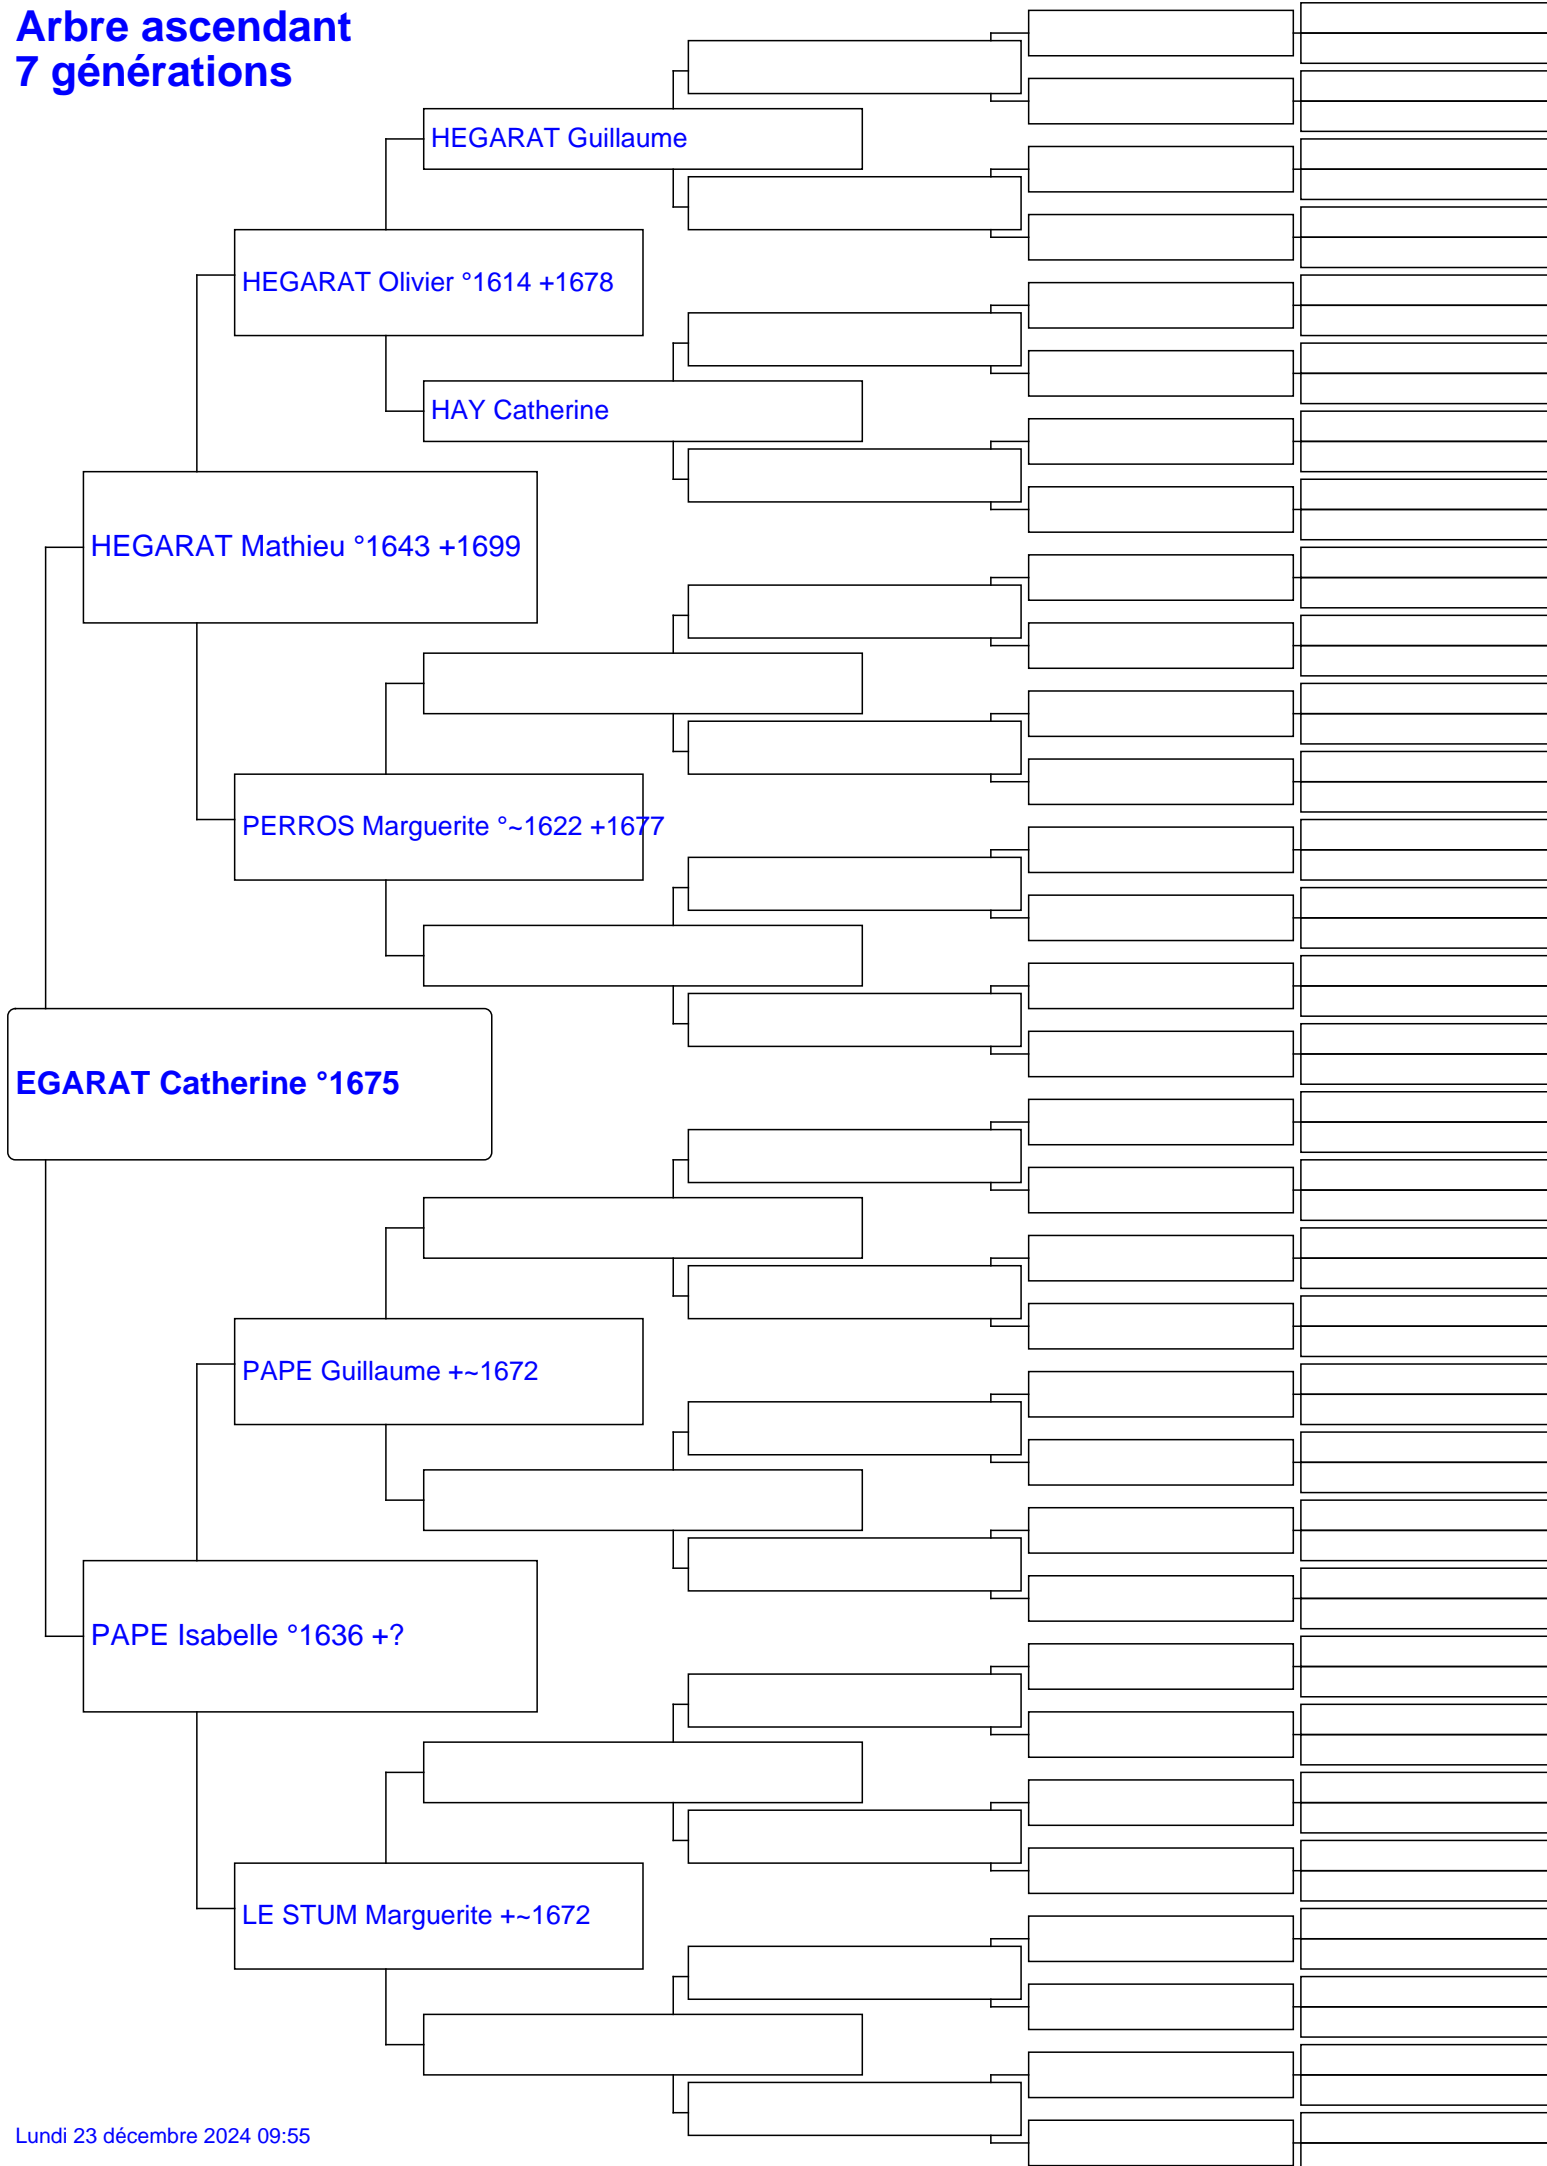 Arbre ascendant
7 générations
HEGARAT Guillaume
HEGARAT Olivier °1614 +1678
HAY Catherine
HEGARAT Mathieu °1643 +1699
PERROS Marguerite °~1622 +1677
EGARAT Catherine °1675
PAPE Guillaume +~1672
PAPE Isabelle °1636 +?
LE STUM Marguerite +~1672
Lundi 23 décembre 2024 09:55